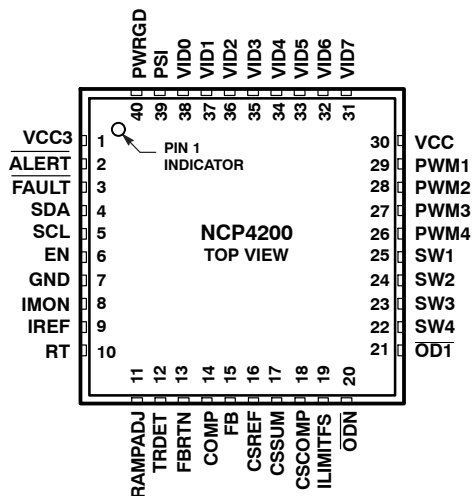 PWRGD
PSI
VID0
VID1
VID2
VID3
VID4
VID5
VID6
VID7
40
39
38
37
36
35
34
33
32
31
VCC3 1
ALERT 2
FAULT 3
SDA 4
SCL 5
EN 6
GND 7
IMON 8
IREF 9
RT 10
PIN 1
INDICATOR
NCP4200
TOP VIEW
30 VCC
29 PWM1
28 PWM2
27 PWM3
26 PWM4
25 SW1
24 SW2
23 SW3
22 SW4
21 OD1
11
12
13
14
15
16
17
18
19
20
RAMPADJ
TRDET
FBRTN
COMP
FB
CSREF
CSSUM
CSCOMP
ILIMITFS
ODN